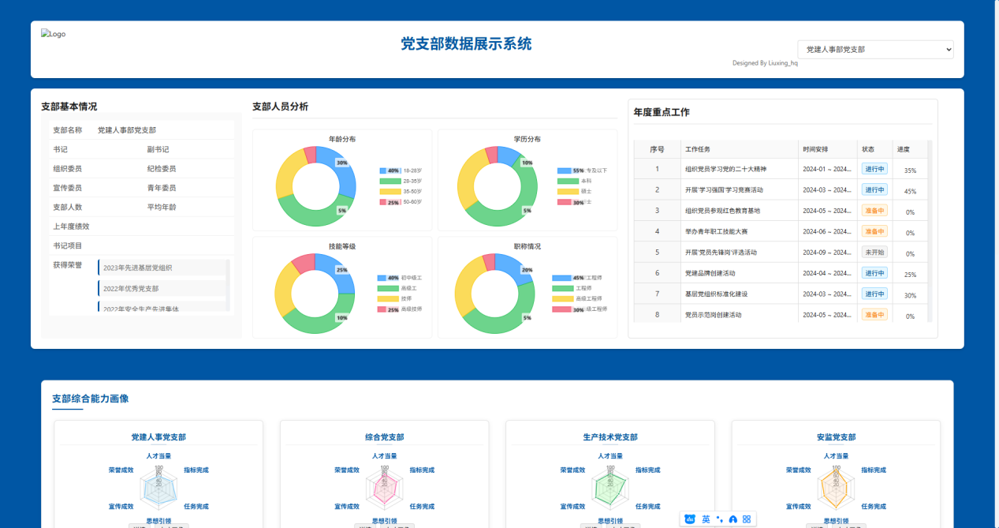 Logo
党支部数据展示系统
党建人事部党支部
Designed By Liuxing_hq
支部基本情况
支部名称 党建人事部党支部
书记 副书记
组织委员 纪检委员
宣传委员 青年委员
支部人数 平均年龄
上年度绩效
书记项目
获得荣誉
2023年先进基层党组织
2022年优秀党支部
2022年安全生产先进集体
支部人员分析
年龄分布
30%
5%
40% 18-28岁
28-35岁
35-50岁
25% 50-60岁
学历分布
10%
5%
55% 专及以下
本科
硕士
30% 士
技能等级
25%
10%
40% 初中级工
高级工
技师
25% 高级技师
职称情况
20%
5%
45% 工程师
工程师
高级工程师
30% 级工程师
年度重点工作
序号 工作任务 时间安排 状态 进度
1 组织党员学习党的二十大精神 2024-01 ~ 2024... 进行中 35%
2 开展'学习强国'学习竞赛活动 2024-03 ~ 2024... 进行中 45%
3 组织党员参观红色教育基地 2024-05 ~ 2024... 准备中 0%
4 举办青年职工技能大赛 2024-06 ~ 2024... 准备中 0%
5 开展'党员先锋岗'评选活动 2024-09 ~ 2024... 未开始 0%
6 党建品牌创建活动 2024-04 ~ 2024... 进行中 25%
7 基层党组织标准化建设 2024-03 ~ 2024... 进行中 30%
8 党员示范岗创建活动 2024-05 ~ 2024... 准备中 0%
支部综合能力画像
党建人事党支部
人才当量
荣誉成效 指标完成
宣传成效 任务完成
思想引领
综合党支部
人才当量
荣誉成效 指标完成
宣传成效 任务完成
思想引领
生产技术党支部
人才当量
荣誉成效 指标完成
宣传成效 任务完成
思想引领
安监党支部
人才当量
荣誉成效 指标完成
宣传成效 任务完成
思想引领
du 英